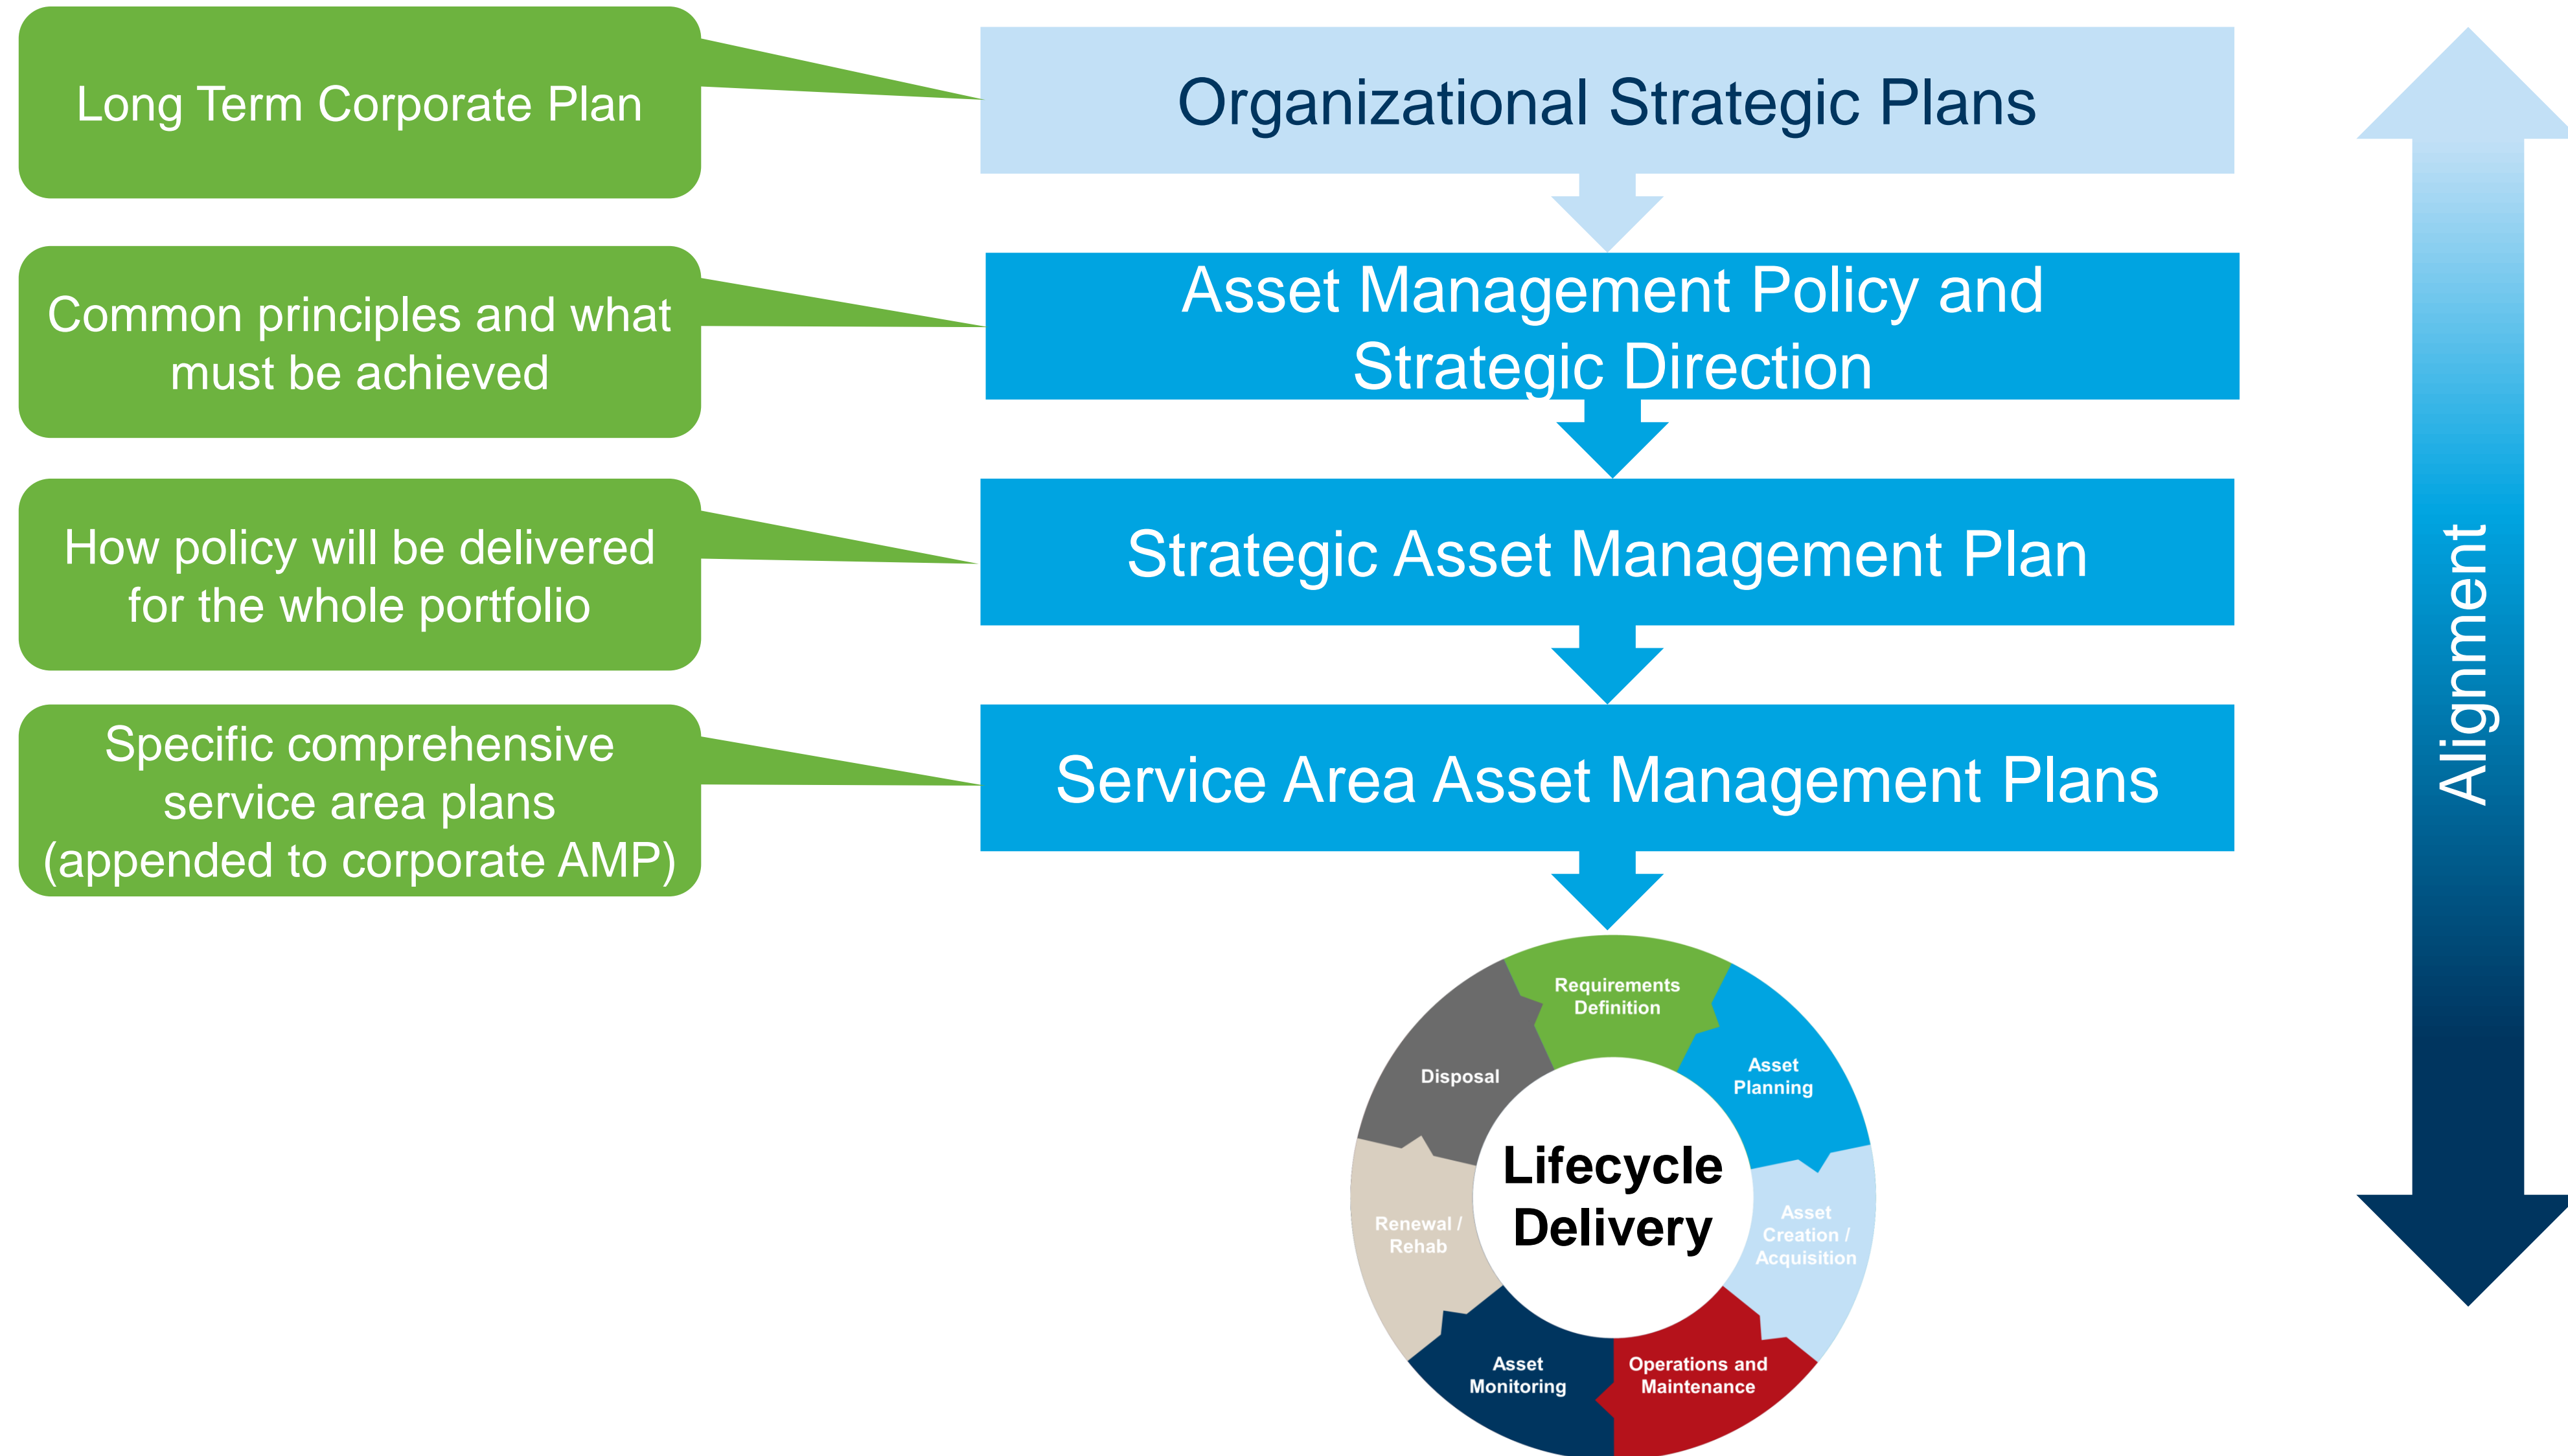 Long Term Corporate Plan
Organizational Strategic Plans
Common principles and what
must be achieved
Asset Management Policy and
Strategic Direction
How policy will be delivered
for the whole portfolio
Strategic Asset Management Plan
Specific comprehensive
service area plans
(appended to corporate AMP)
Service Area Asset Management Plans
Alignment
Lifecycle
Delivery
Requirements
Definition
Asset
Planning
Asset
Creation /
Acquisition
Operations and
Maintenance
Asset
Monitoring
Renewal /
Rehab
Disposal